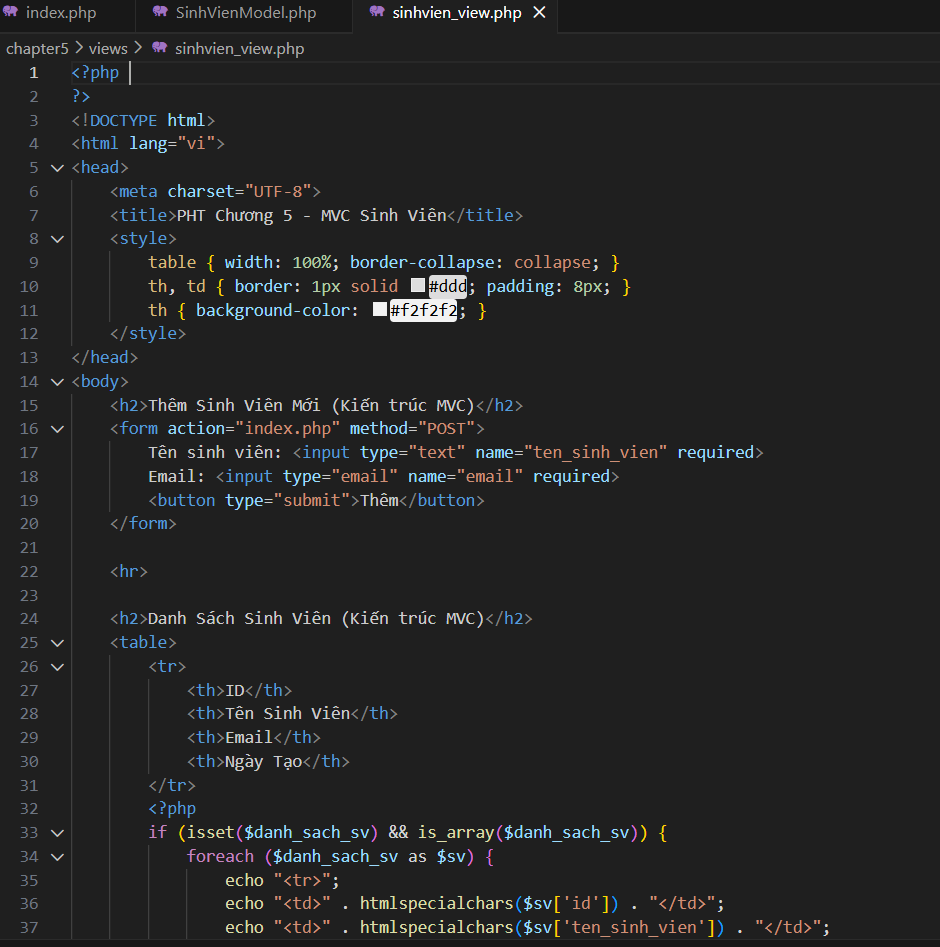 index.php SinhVienModel.php sinhvien_view.php
chapter5 > views > sinhvien_view.php
1 <?php
2 ?>
3 <!DOCTYPE html>
4 <html lang="vi">
5 <head>
6     <meta charset="UTF-8">
7     <title>PHT Chương 5 - MVC Sinh Viên</title>
8     <style>
9         table { width: 100%; border-collapse: collapse; }
10         th, td { border: 1px solid #ddd; padding: 8px; }
11         th { background-color: #f2f2f2; }
12     </style>
13 </head>
14 <body>
15     <h2>Thêm Sinh Viên Mới (Kiến trúc MVC)</h2>
16     <form action="index.php" method="POST">
17         Tên sinh viên: <input type="text" name="ten_sinh_vien" required>
18         Email: <input type="email" name="email" required>
19         <button type="submit">Thêm</button>
20     </form>
21
22     <hr>
23
24     <h2>Danh Sách Sinh Viên (Kiến trúc MVC)</h2>
25     <table>
26         <tr>
27             <th>ID</th>
28             <th>Tên Sinh Viên</th>
29             <th>Email</th>
30             <th>Ngày Tạo</th>
31         </tr>
32         <?php
33         if (isset($danh_sach_sv) && is_array($danh_sach_sv)) {
34             foreach ($danh_sach_sv as $sv) {
35                 echo "<tr>";
36                 echo "<td>" . htmlspecialchars($sv['id']) . "</td>";
37                 echo "<td>" . htmlspecialchars($sv['ten_sinh_vien']) . "</td>";